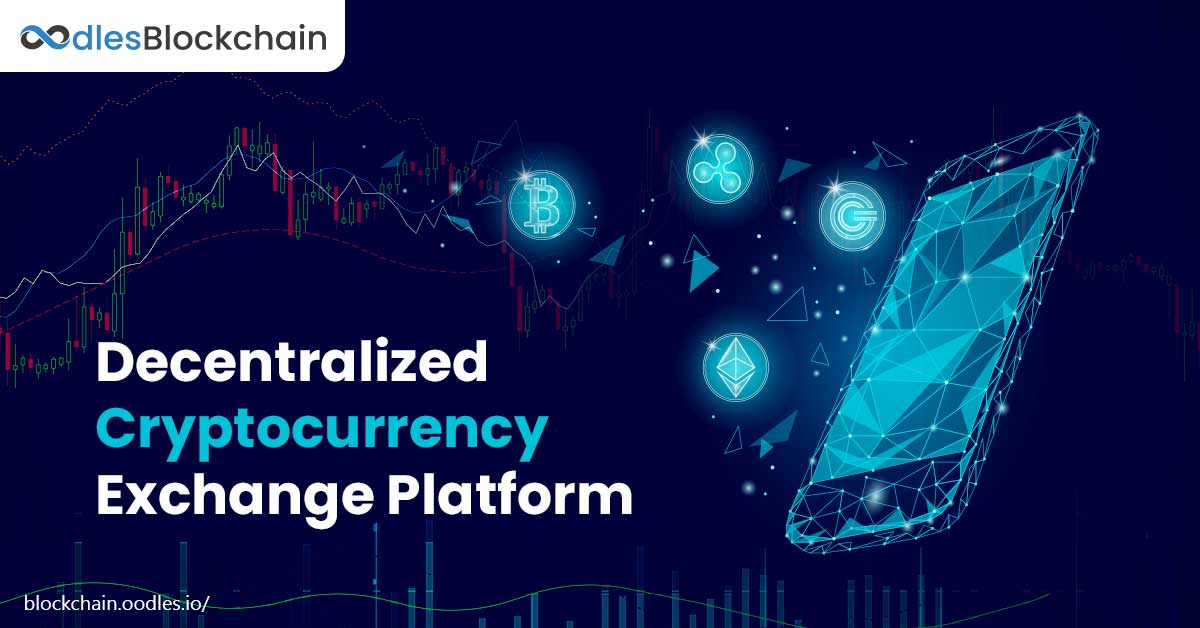 oodlesBlockchain
Decentralized
Cryptocurrency
Exchange Platform
blockchain.oodles.io/